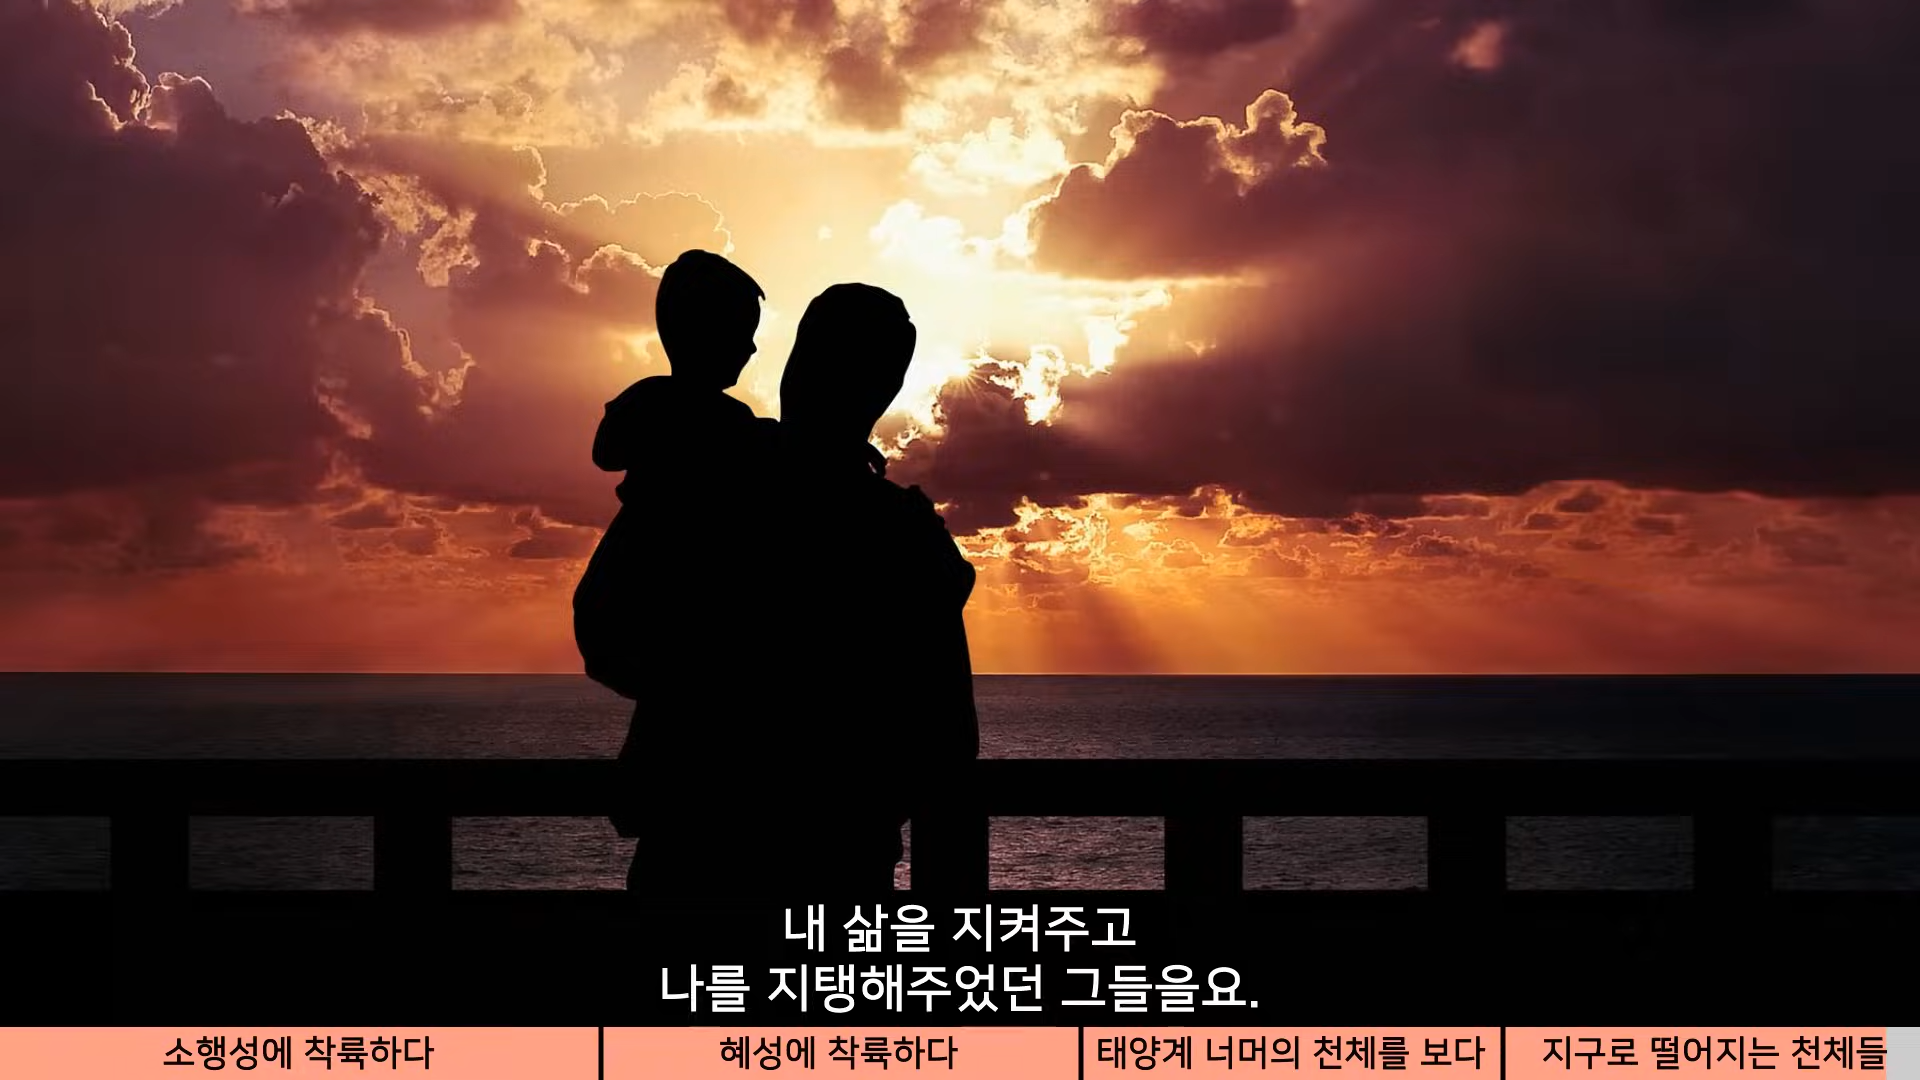 내 삶을 지켜주고
나를 지탱해주었던 그들을요.
소행성에 착륙하다
혜성에 착륙하다
태양계 너머의 천체를 보다
지구로 떨어지는 천체들